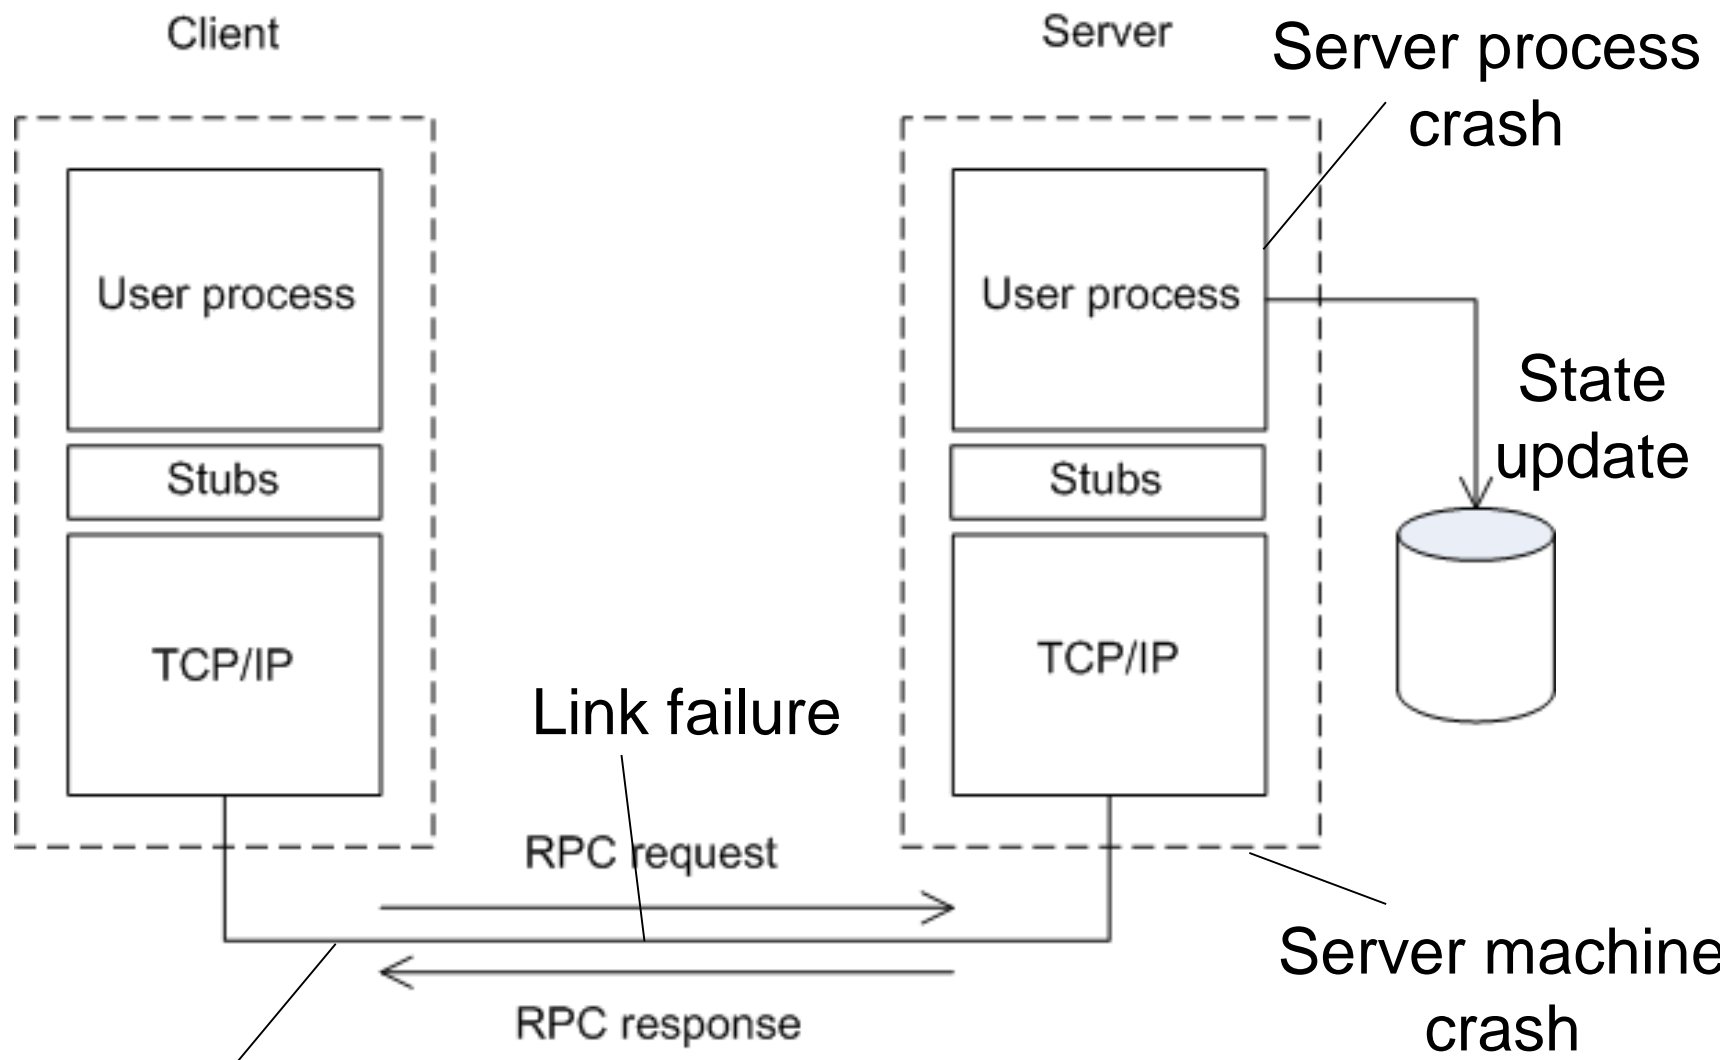 Client
Server
Server process
crash
User process
User process
State
update
Stubs
Stubs
TCP/IP
TCP/IP
Link failure
RPC request
Server machine
crash
RPC response